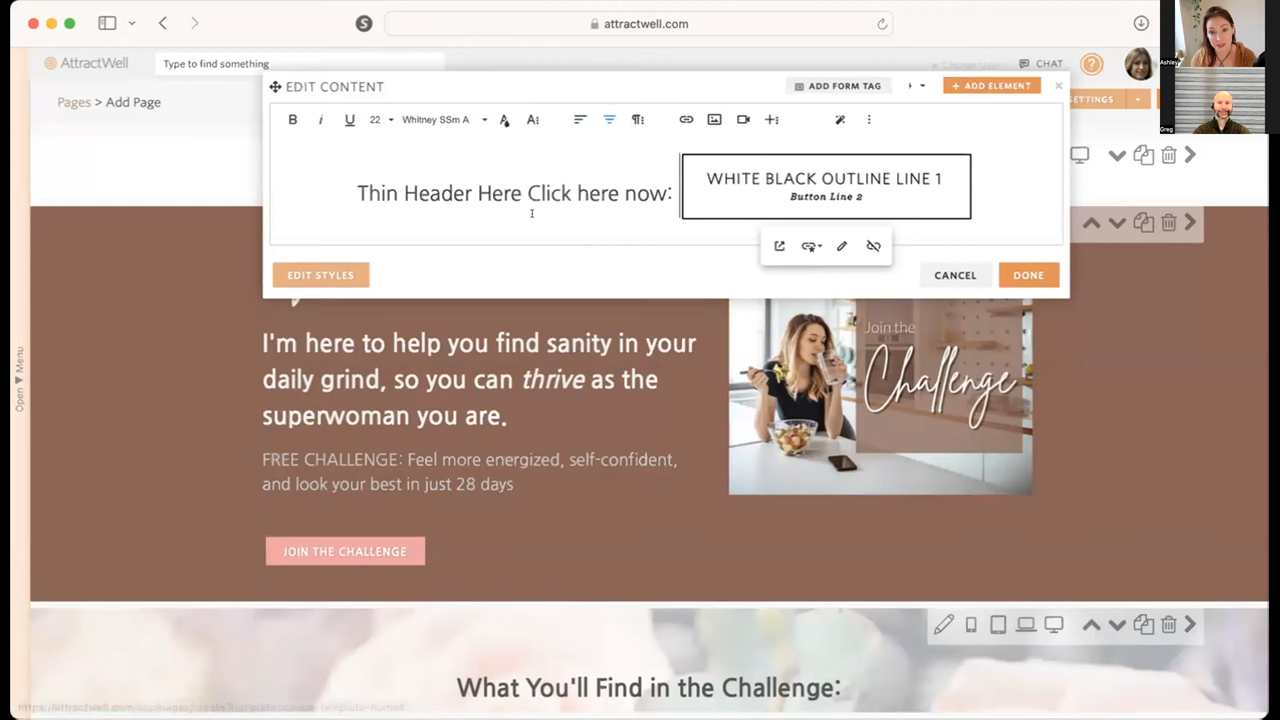 attractwell.com
AttractWell
Type to find something
CHAT
Ashley
Greg
Pages > Add Page
SETTINGS
EDIT CONTENT
ADD FORM TAG
+ ADD ELEMENT
22
Whitney SSm A
Thin Header Here Click here now:
WHITE BLACK OUTLINE LINE 1
Button Line 2
EDIT STYLES
CANCEL
DONE
Open Menu
I'm here to help you find sanity in your
daily grind, so you can thrive as the
superwoman you are.
FREE CHALLENGE: Feel more energized, self-confident,
and look your best in just 28 days
JOIN THE CHALLENGE
Join the
Challenge
What You'll Find in the Challenge: